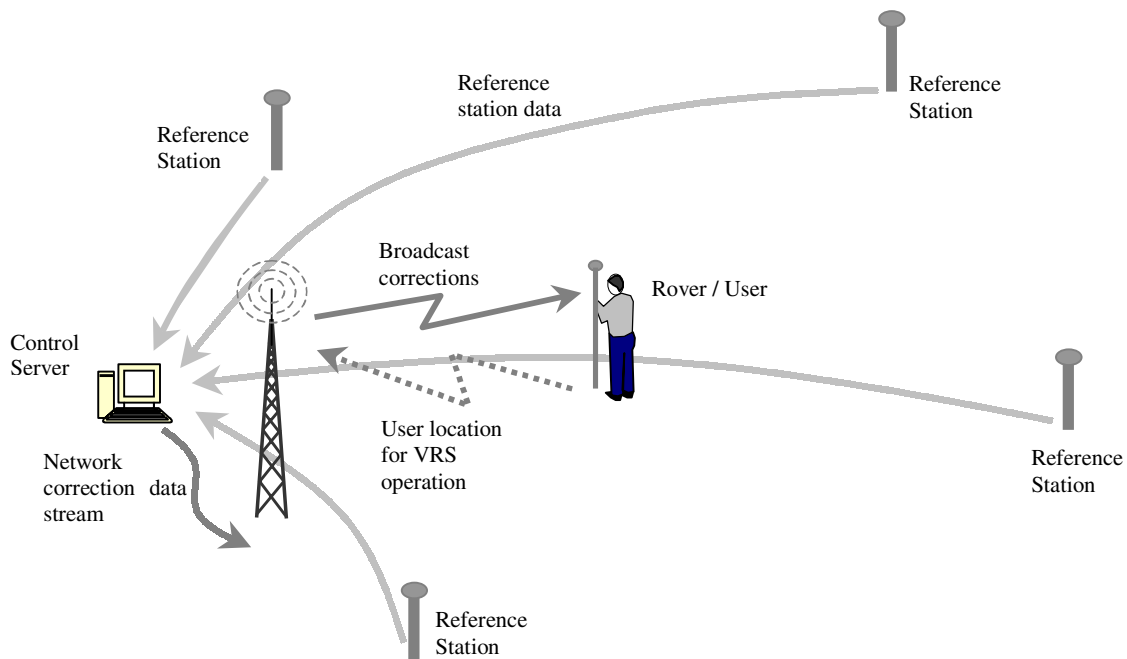 Reference
station data
Reference
Station
Reference
Station
Broadcast
corrections
Rover / User
Control
Server
User location
for VRS
operation
Network
correction data
stream
Reference
Station
Reference
Station